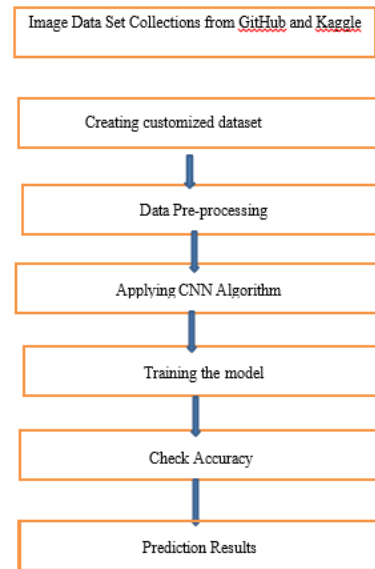 Image Data Set Collections from GitHub and Kaggle
Creating customized dataset
Data Pre-processing
Applying CNN Algorithm
Training the model
Check Accuracy
Prediction Results